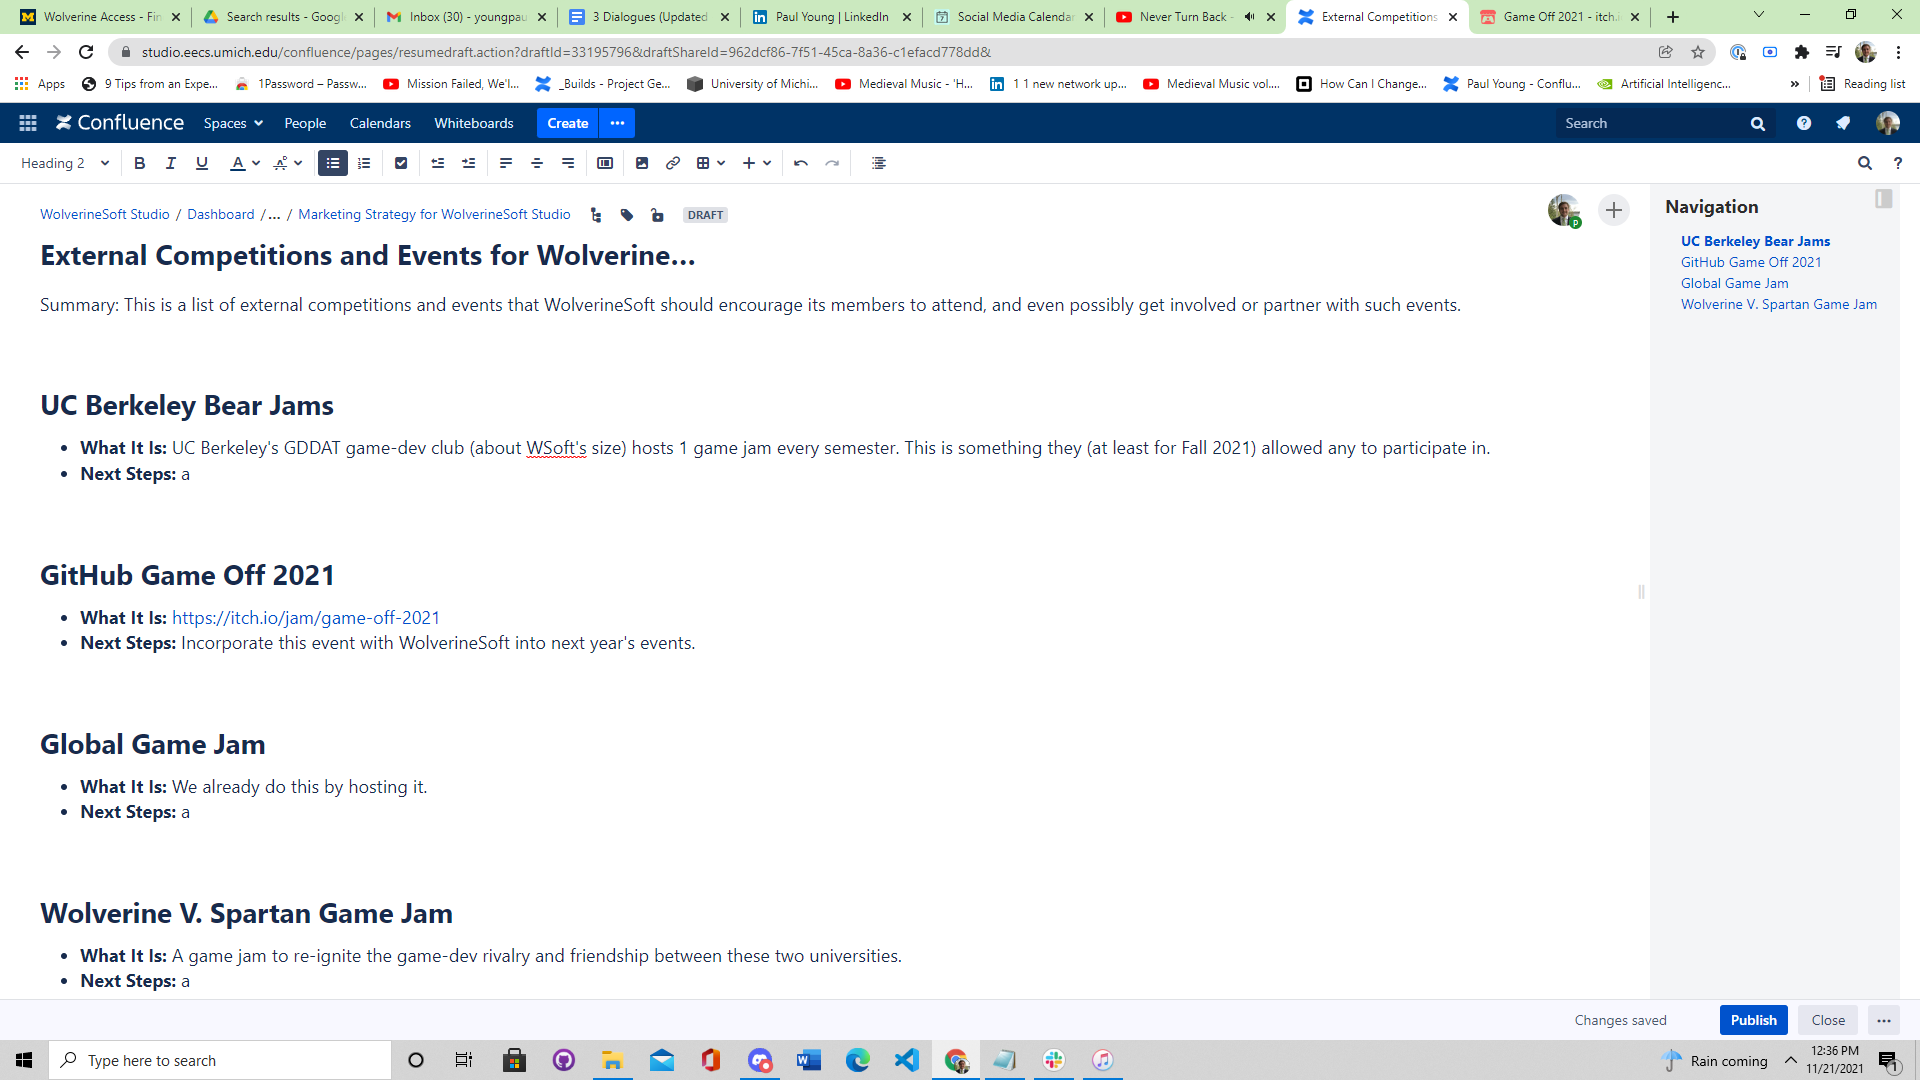 Wolverine Access - Fin
Search results - Googl
Inbox (30) - youngpau
3 Dialogues (Updated
Paul Young | LinkedIn
Social Media Calendar
Never Turn Back -
External Competitions
Game Off 2021 - itch.i
studio.eecs.umich.edu/confluence/pages/resumedraft.action?draftId=33195796&draftShareId=962dcf86-7f51-45ca-8a36-c1efacd778dd&
Apps
9 Tips from an Expe...
1Password – Passw...
Mission Failed, We'l...
_Builds - Project Ge...
University of Michi...
Medieval Music - 'H...
1 1 new network up...
Medieval Music vol....
How Can I Change...
Paul Young - Conflu...
Artificial Intelligenc...
»
Reading list
Confluence
Spaces
People
Calendars
Whiteboards
Create
Search
Heading 2
B I U A
WolverineSoft Studio / Dashboard / ... / Marketing Strategy for WolverineSoft Studio
DRAFT
External Competitions and Events for Wolverine...
Summary: This is a list of external competitions and events that WolverineSoft should encourage its members to attend, and even possibly get involved or partner with such events.
UC Berkeley Bear Jams
• What It Is: UC Berkeley's GDDAT game-dev club (about WSoft's size) hosts 1 game jam every semester. This is something they (at least for Fall 2021) allowed any to participate in.
• Next Steps: a
GitHub Game Off 2021
• What It Is: https://itch.io/jam/game-off-2021
• Next Steps: Incorporate this event with WolverineSoft into next year's events.
Global Game Jam
• What It Is: We already do this by hosting it.
• Next Steps: a
Wolverine V. Spartan Game Jam
• What It Is: A game jam to re-ignite the game-dev rivalry and friendship between these two universities.
• Next Steps: a
Navigation
UC Berkeley Bear Jams
GitHub Game Off 2021
Global Game Jam
Wolverine V. Spartan Game Jam
Changes saved
Publish
Close
Type here to search
Rain coming
12:36 PM
11/21/2021
1